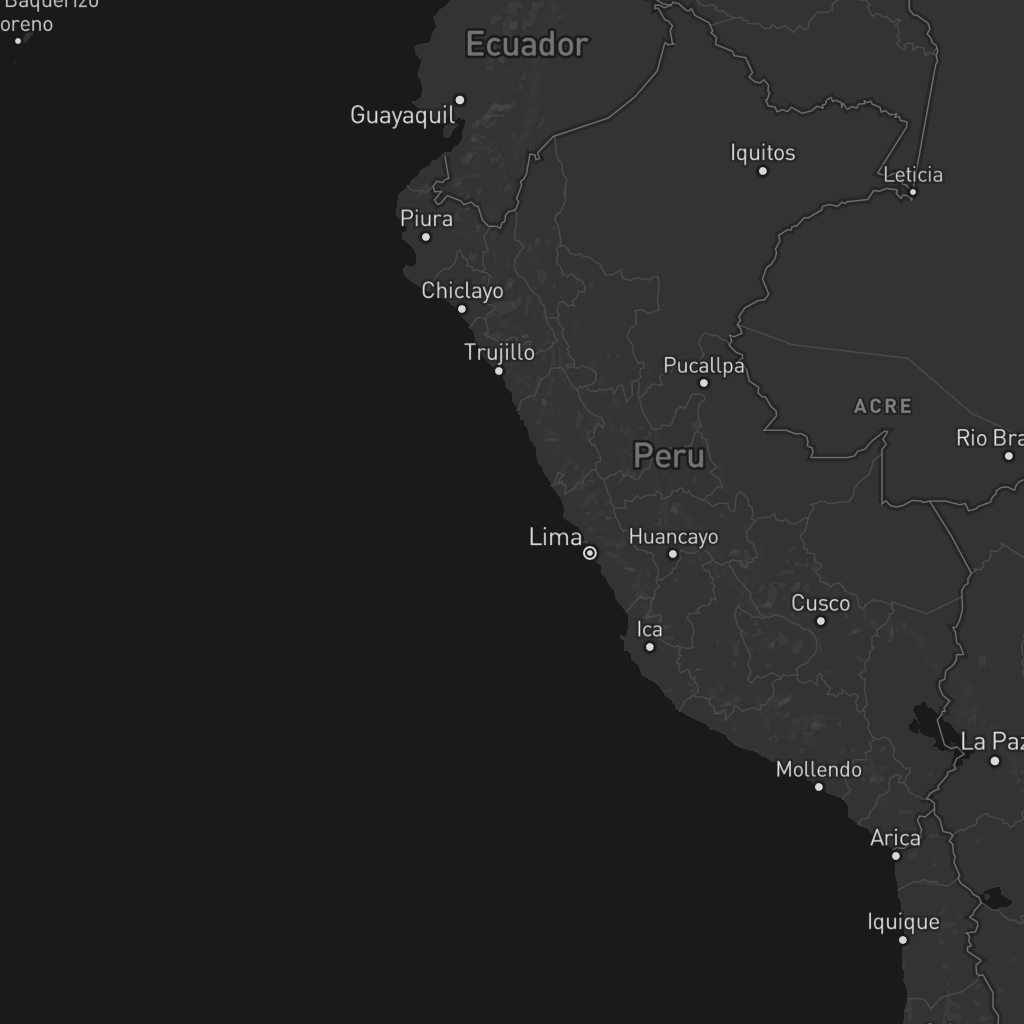 Baquerizo
oreno
Ecuador
Guayaquil
Iquitos
Leticia
Piura
Chiclayo
Trujillo
Pucallpa
ACRE
Rio Bra
Peru
Lima
Huancayo
Cusco
Ica
La Paz
Mollendo
Arica
Iquique